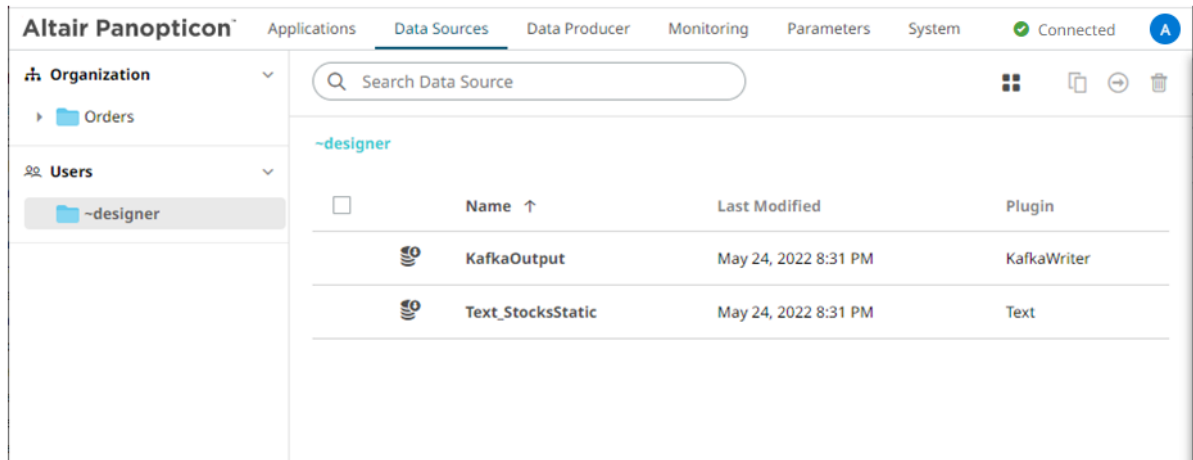 Altair Panopticon™ Applications Data Sources Data Producer Monitoring Parameters System Connected A
Organization
Orders
Users
~designer
Search Data Source
~designer
Name ↑ Last Modified Plugin
KafkaOutput May 24, 2022 8:31 PM KafkaWriter
Text_StocksStatic May 24, 2022 8:31 PM Text